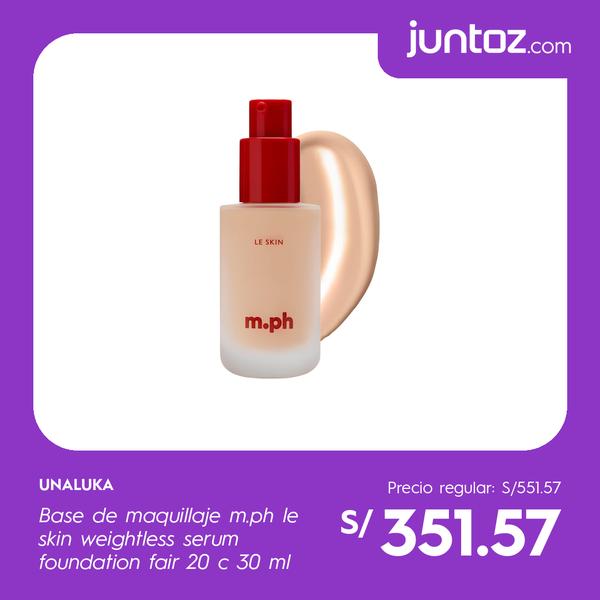 juntoz.com
LE SKIN
m.ph
UNALUKA
Base de maquillaje m.ph le
skin weightless serum
foundation fair 20 c 30 ml
Precio regular: S/551.57
S/ 351.57